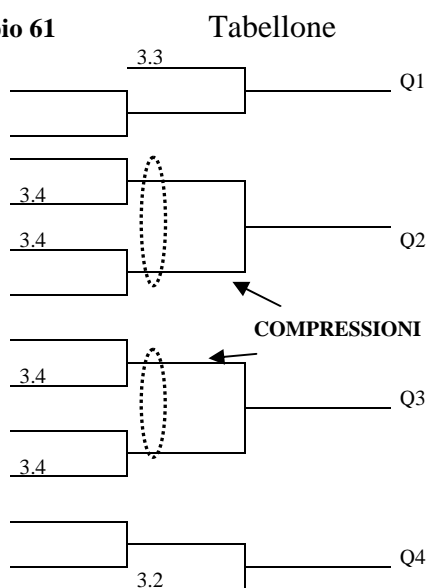 io 61 Tabellone
3.3
Q1
3.4
3.4
Q2
COMPRESSIONI
3.4
Q3
3.4
Q4
3.2